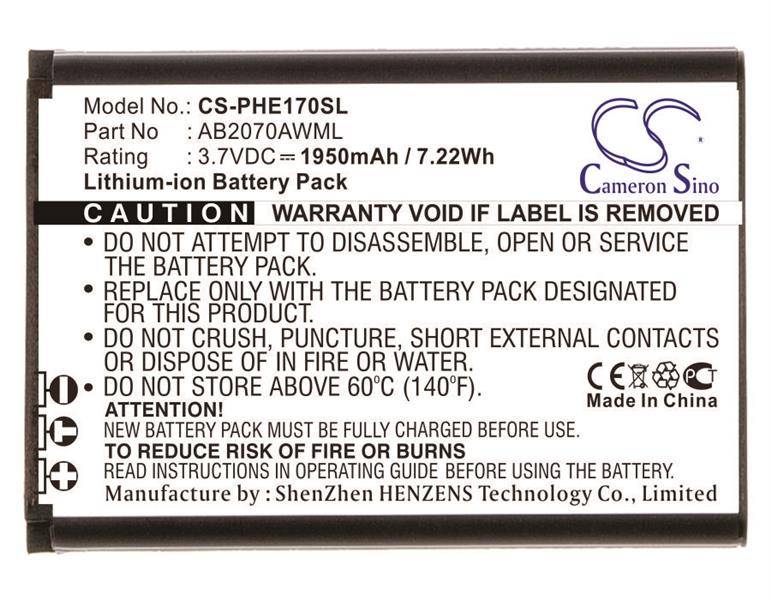 Model No.: CS-PHE170SL
Part No : AB2070AWML
Rating : 3.7VDC⎓1950mAh / 7.22Wh
Lithium-ion Battery Pack
CS
Cameron Sino
CAUTION WARRANTY VOID IF LABEL IS REMOVED
• DO NOT ATTEMPT TO DISASSEMBLE, OPEN OR SERVICE
THE BATTERY PACK.
• REPLACE ONLY WITH THE BATTERY PACK DESIGNATED
FOR THIS PRODUCT.
• DO NOT CRUSH, PUNCTURE, SHORT EXTERNAL CONTACTS
OR DISPOSE OF IN FIRE OR WATER.
• DO NOT STORE ABOVE 60°C (140°F).
CE PCT
Made In China
ATTENTION!
NEW BATTERY PACK MUST BE FULLY CHARGED BEFORE USE.
TO REDUCE RISK OF FIRE OR BURNS
READ INSTRUCTIONS IN OPERATING GUIDE BEFORE USING THE BATTERY.
Manufacture by : ShenZhen HENZENS Technology Co., Limited